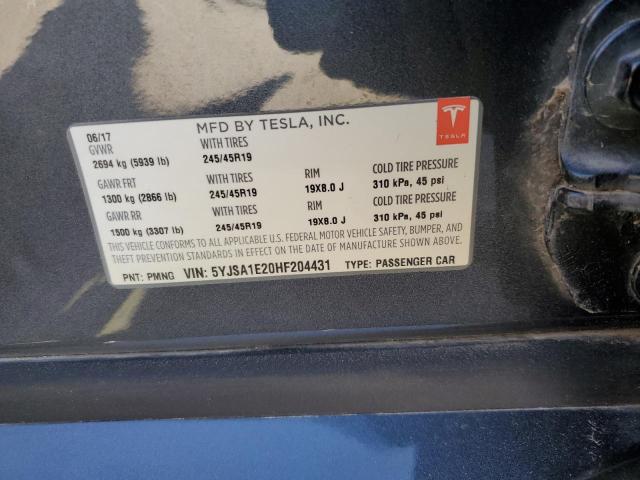 06/17 MFD BY TESLA, INC.
GVWR WITH TIRES
2694 kg (5939 lb) 245/45R19
GAWR FRT WITH TIRES RIM COLD TIRE PRESSURE
1300 kg (2866 lb) 245/45R19 19X8.0 J 310 kPa, 45 psi
GAWR RR WITH TIRES RIM COLD TIRE PRESSURE
1500 kg (3307 lb) 245/45R19 19X8.0 J 310 kPa, 45 psi
THIS VEHICLE CONFORMS TO ALL APPLICABLE U.S. FEDERAL MOTOR VEHICLE SAFETY, BUMPER, AND
THEFT PREVENTION STANDARDS IN EFFECT ON THE DATE OF MANUFACTURE SHOWN ABOVE.
PNT: PMNG VIN: 5YJSA1E20HF204431 TYPE: PASSENGER CAR
TESLA